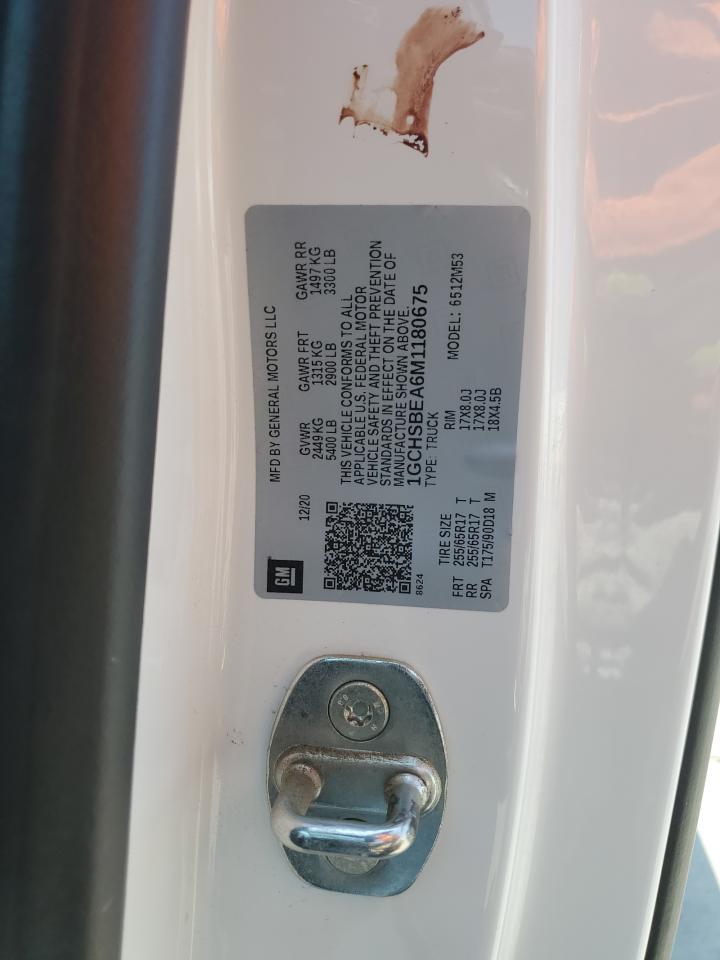 GM
MFD BY GENERAL MOTORS LLC
12/20 GVWR GAWR FRT GAWR RR
2449 KG 1315 KG 1497 KG
5400 LB 2900 LB 3300 LB
THIS VEHICLE CONFORMS TO ALL
APPLICABLE U.S. FEDERAL MOTOR
VEHICLE SAFETY AND THEFT PREVENTION
STANDARDS IN EFFECT ON THE DATE OF
MANUFACTURE SHOWN ABOVE.
1GCHSBEA6M1180675
8624 TYPE: TRUCK
TIRE SIZE RIM MODEL: 6512M53
FRT 255/65R17 T 17X8.0J
RR 255/65R17 T 17X8.0J
SPA T175/90D18 M 18X4.5B